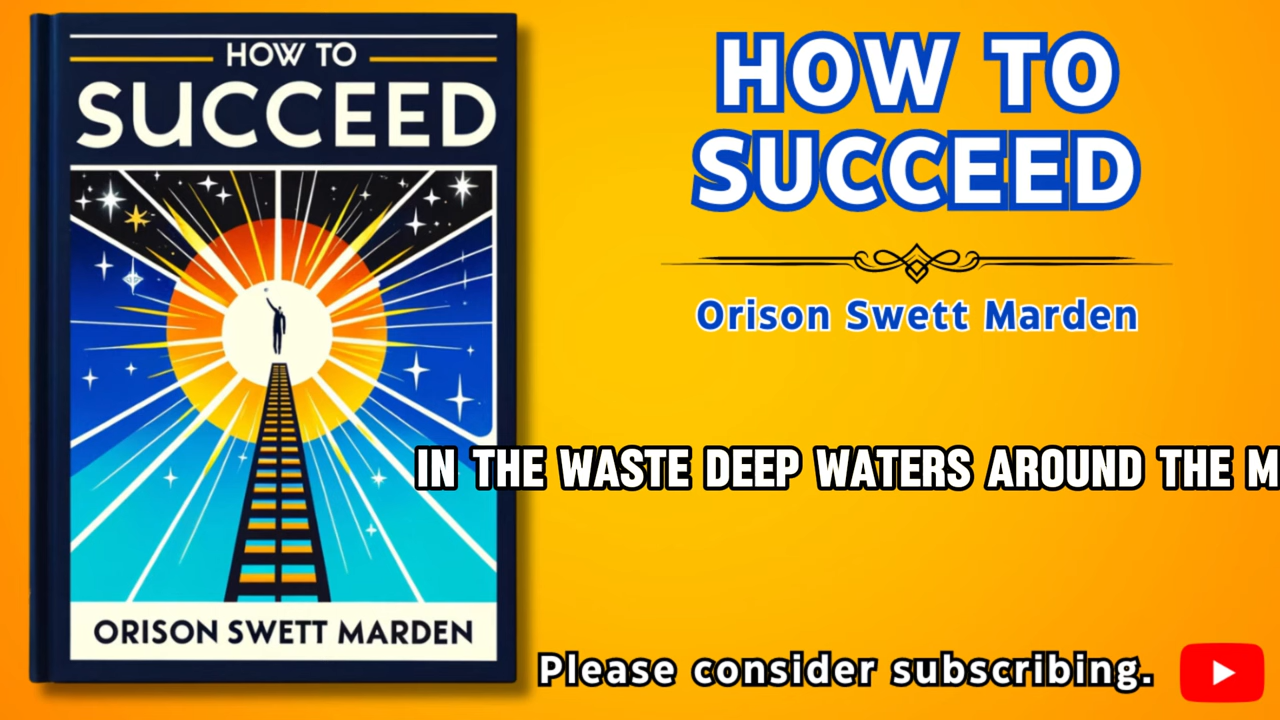 HOW TO
SUCCEED
ORISON SWETT MARDEN
HOW TO
SUCCEED
Orison Swett Marden
IN THE WASTE DEEP WATERS AROUND THE M
Please consider subscribing.